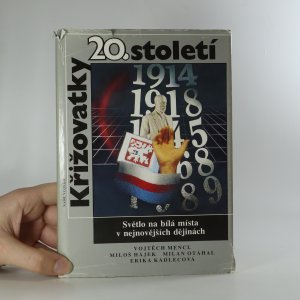 Křižovatky
20. století
1914
1918
1945
68
89
Světlo na bílá místa
v nejnovějších dějinách
VOJTĚCH MENCL
MILOŠ HÁJEK MILAN OTÁHAL
ERIKA KADLECOVÁ